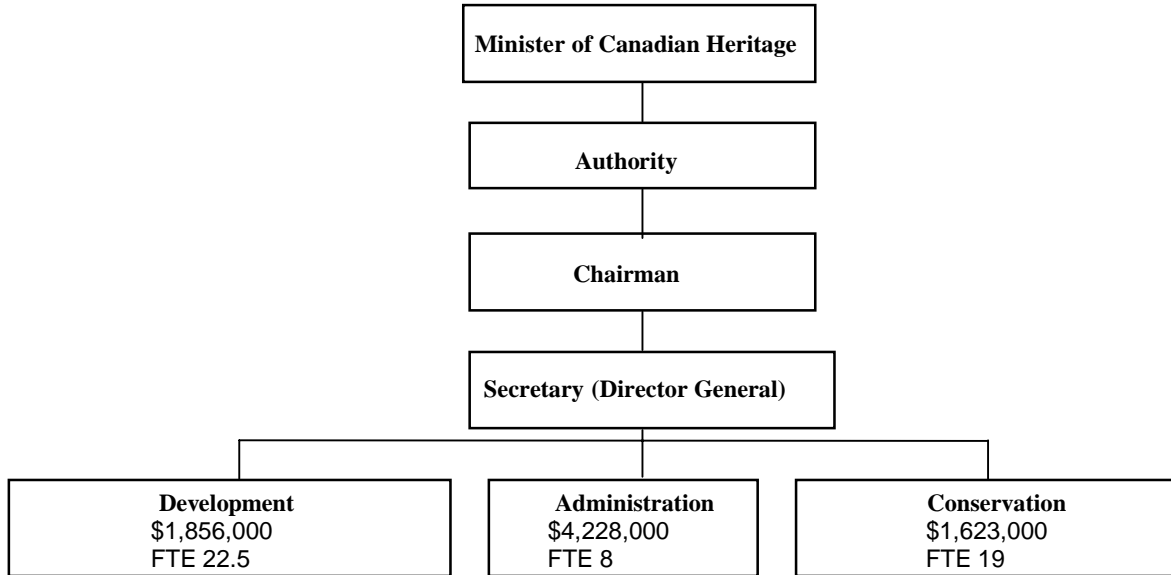 Minister of Canadian Heritage
Authority
Chairman
Secretary (Director General)
Development
$1,856,000
FTE 22.5
Administration
$4,228,000
FTE 8
Conservation
$1,623,000
FTE 19